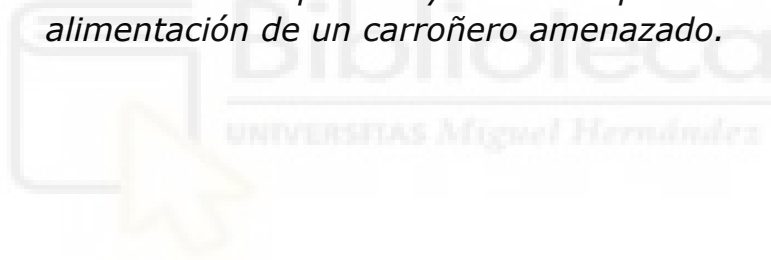 alimentación de un carroñero amenazado.
Biblioteca
UNIVERSITAS Miguel Hernández